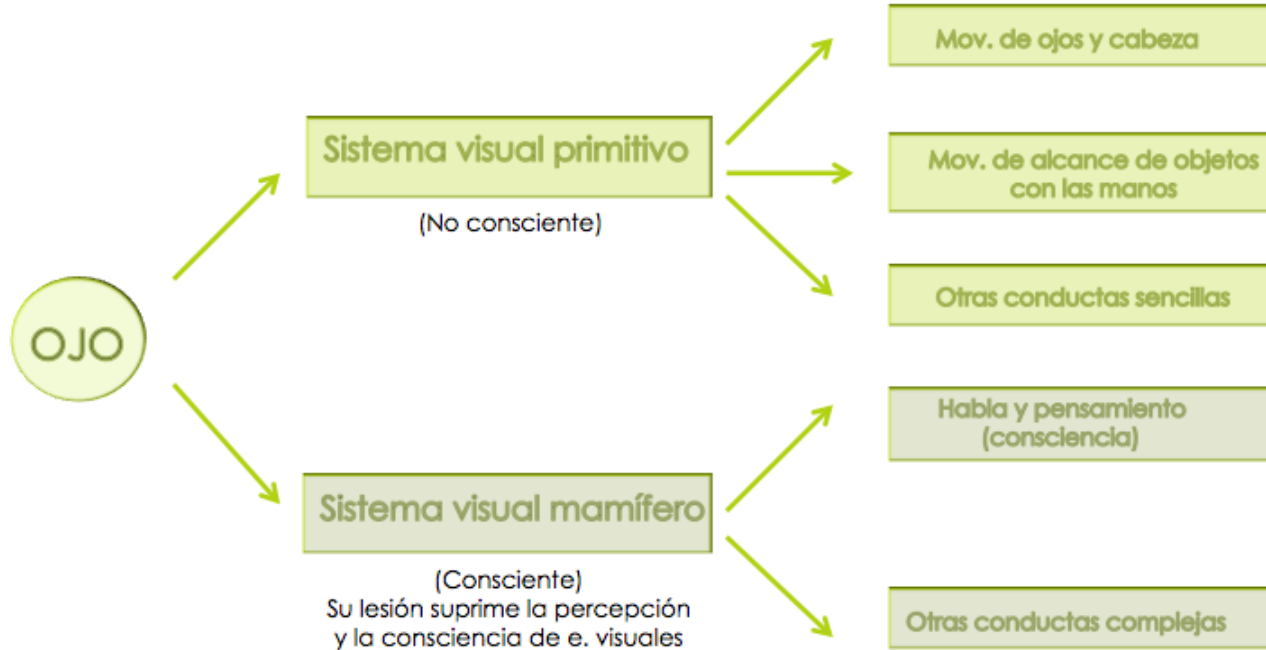 OJO
Sistema visual primitivo
(No consciente)
Mov. de ojos y cabeza
Mov. de alcance de objetos
con las manos
Otras conductas sencillas
Sistema visual mamífero
(Consciente)
Su lesión suprime la percepción
y la consciencia de e. visuales
Habla y pensamiento
(consciencia)
Otras conductas complejas